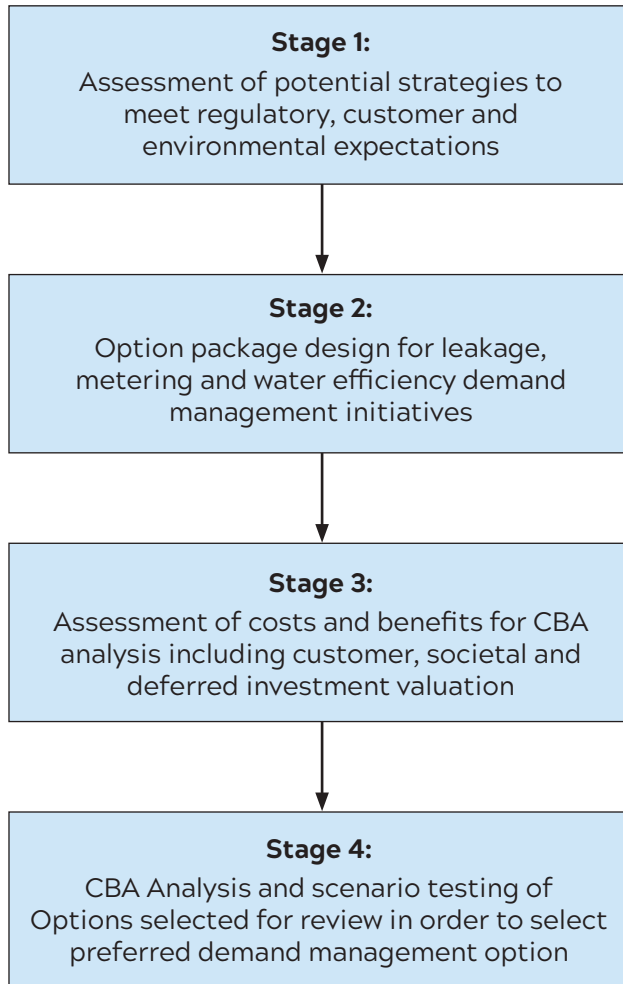 Stage 1:
Assessment of potential strategies to
meet regulatory, customer and
environmental expectations
Stage 2:
Option package design for leakage,
metering and water efficiency demand
management initiatives
Stage 3:
Assessment of costs and benefits for CBA
analysis including customer, societal and
deferred investment valuation
Stage 4:
CBA Analysis and scenario testing of
Options selected for review in order to select
preferred demand management option